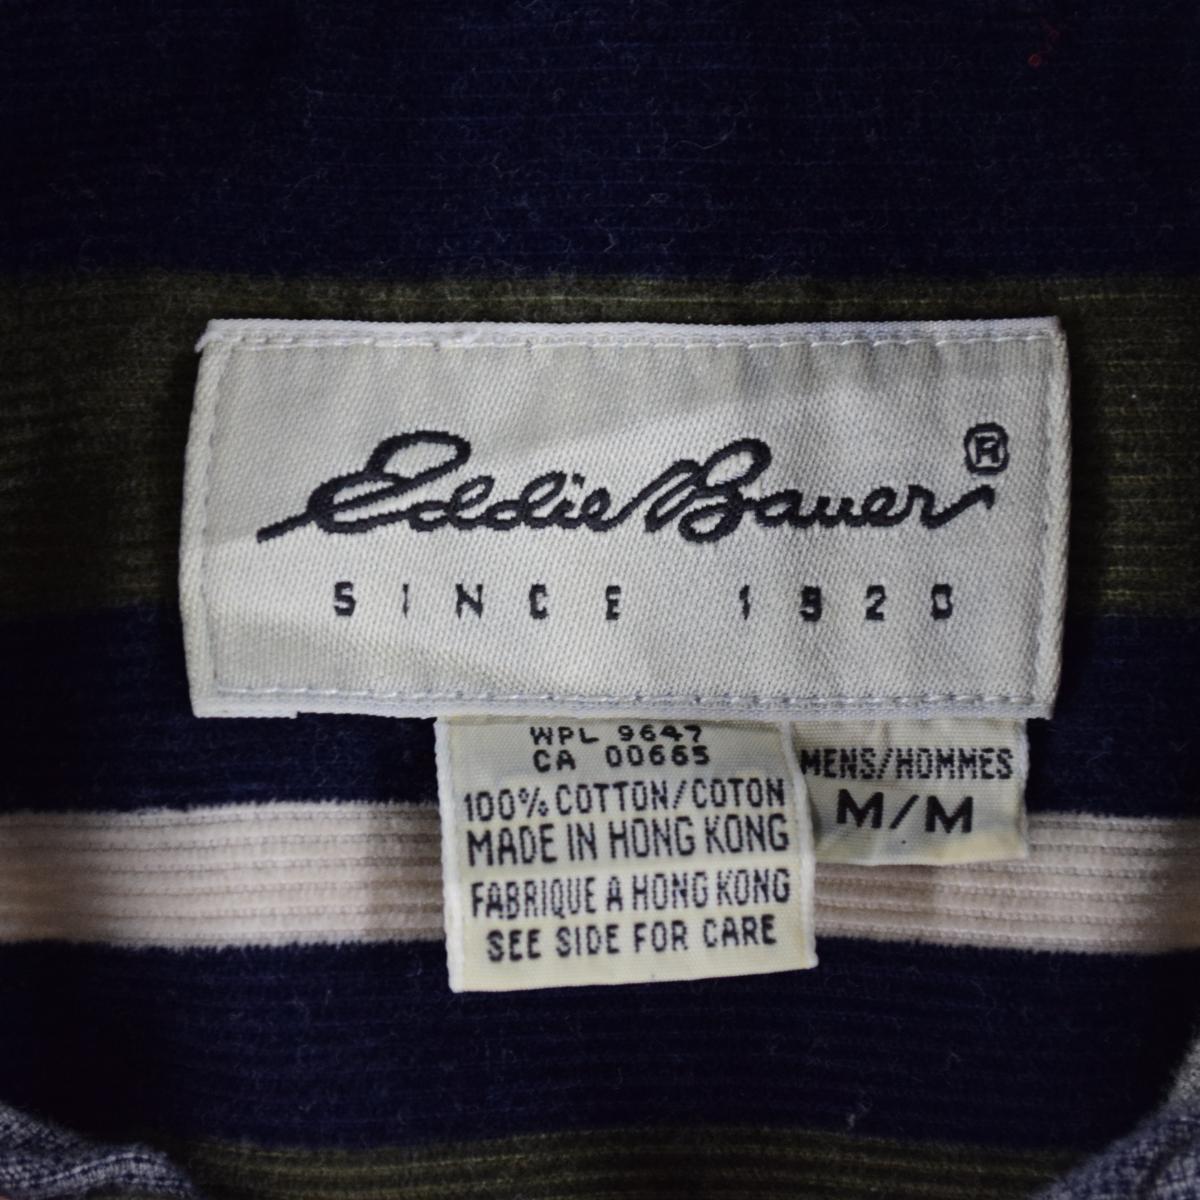 Eddie Bauer®
SINCE 1920
WPL 9647
CA 00665
100% COTTON/COTON
MADE IN HONG KONG
FABRIQUE A HONG KONG
SEE SIDE FOR CARE
MENS/HOMMES
M/M